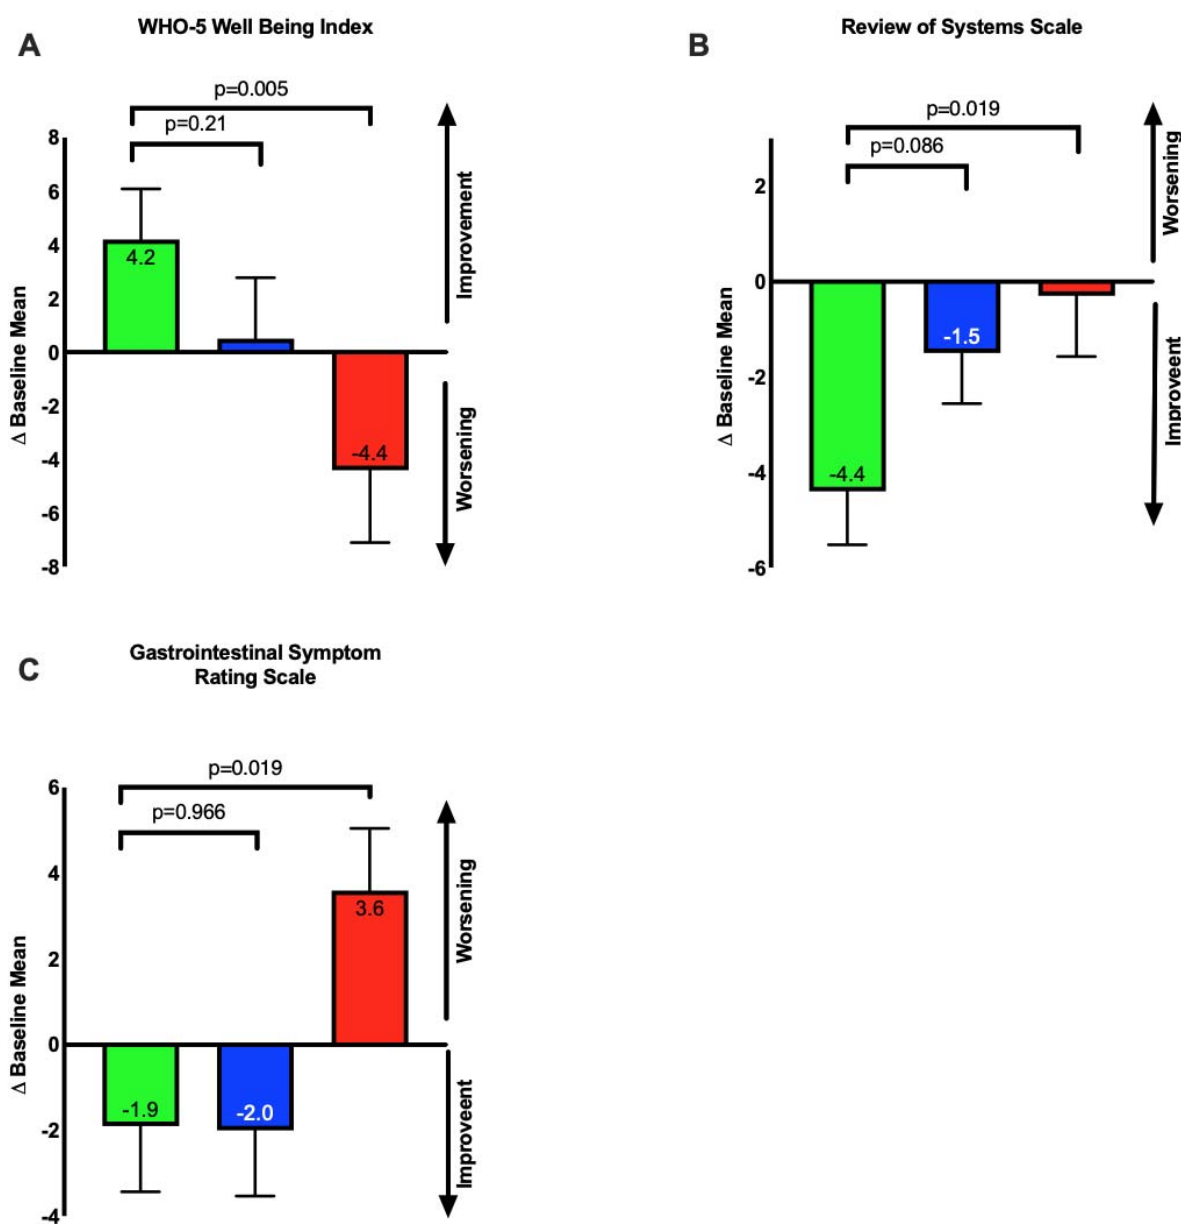 A
WHO-5 Well Being Index
p=0.005
p=0.21
8
6
4
2
0
-2
-4
-6
-8
Δ Baseline Mean
4.2
-4.4
Improvement
Worsening
B
Review of Systems Scale
p=0.019
p=0.086
2
0
-2
-4
-6
Δ Baseline Mean
-4.4
-1.5
Worsening
Improveent
C
Gastrointestinal Symptom
Rating Scale
p=0.019
p=0.966
6
4
2
0
-2
-4
Δ Baseline Mean
-1.9
-2.0
3.6
Worsening
Improveent